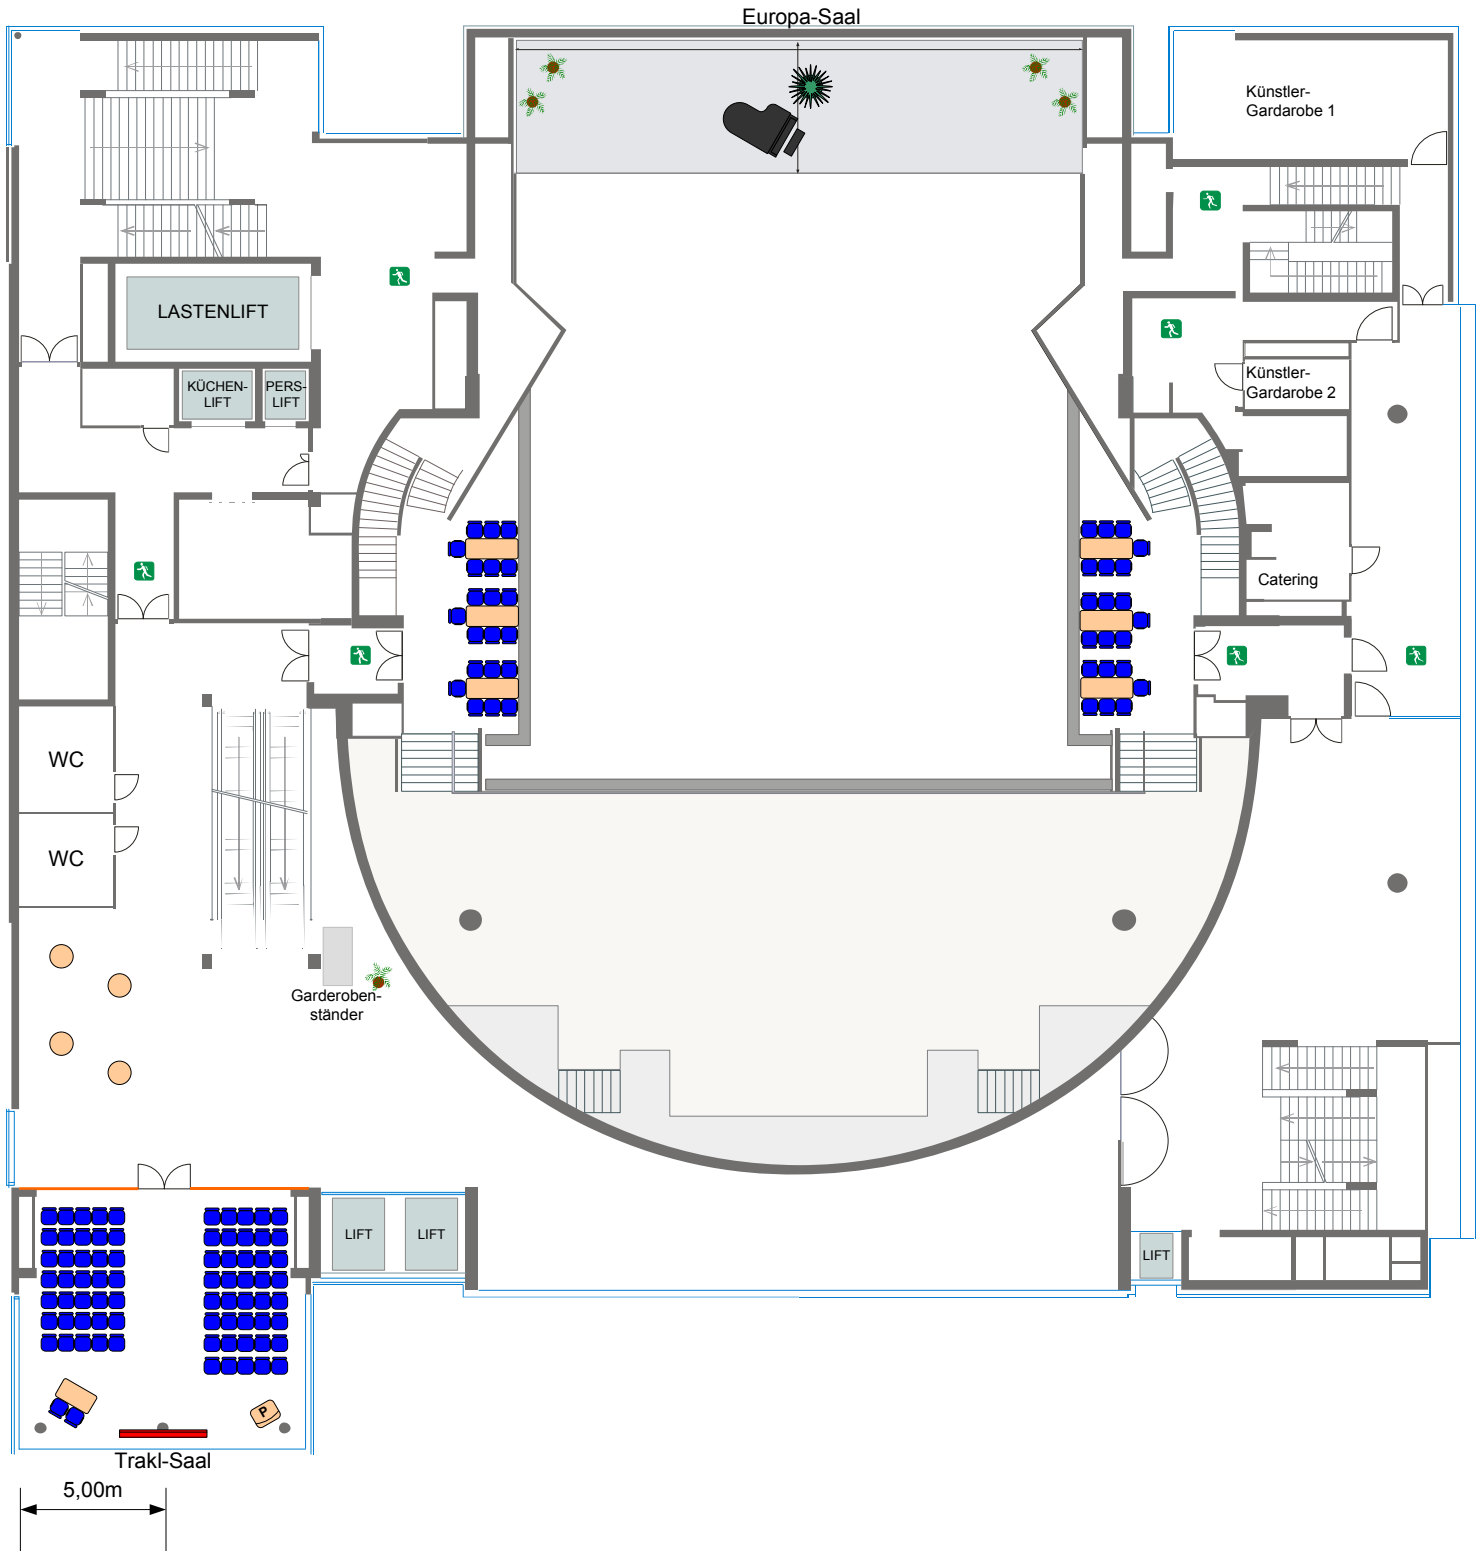 Europa-Saal
Künstler-
Gardarobe 1
LASTENLIFT
KÜCHEN-
LIFT
PERS-
LIFT
Künstler-
Gardarobe 2
Catering
WC
WC
Garderoben-
ständer
LIFT
LIFT
LIFT
P
Trakl-Saal
5,00m